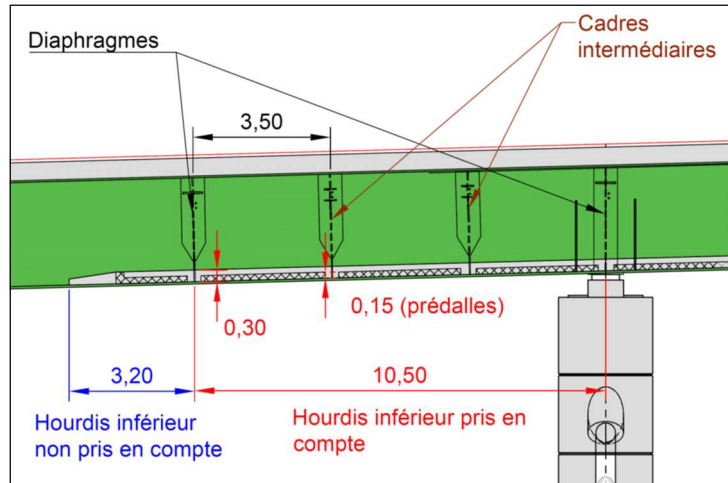 Diaphragmes
Cadres
intermédiaires
3,50
0,15 (prédalles)
0,30
3,20
10,50
Hourdis inférieur
non pris en compte
Hourdis inférieur pris en
compte